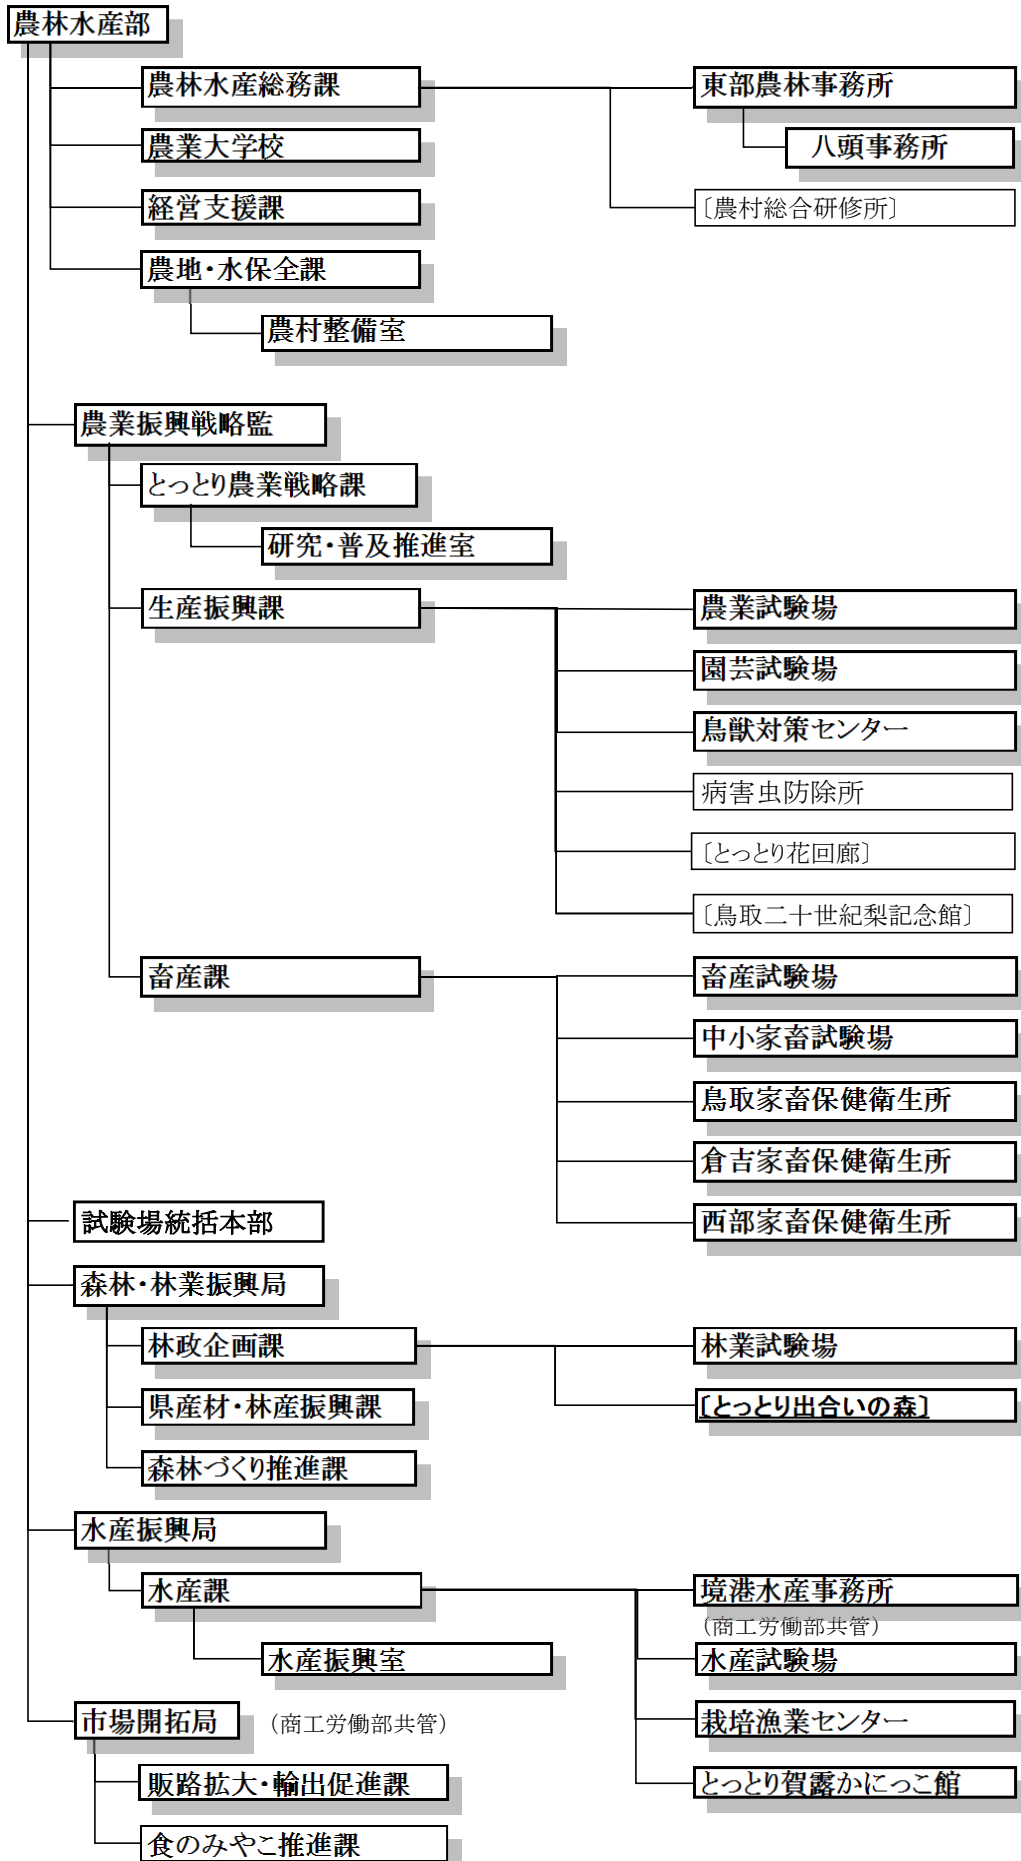 農林水産部
農林水産総務課
東部農林事務所
農業大学校
八頭事務所
経営支援課
〔農村総合研修所〕
農地・水保全課
農村整備室
農業振興戦略監
とっとり農業戦略課
研究・普及推進室
生産振興課
農業試験場
園芸試験場
鳥獣対策センター
病害虫防除所
〔とっとり花回廊〕
〔鳥取二十世紀梨記念館〕
畜産課
畜産試験場
中小家畜試験場
鳥取家畜保健衛生所
倉吉家畜保健衛生所
西部家畜保健衛生所
試験場統括本部
森林・林業振興局
林政企画課
林業試験場
県産材・林産振興課
〔とっとり出合いの森〕
森林づくり推進課
水産振興局
水産課
境港水産事務所
（商工労働部共管）
水産振興室
水産試験場
市場開拓局
（商工労働部共管）
栽培漁業センター
販路拡大・輸出促進課
とっとり賀露かにっこ館
食のみやこ推進課